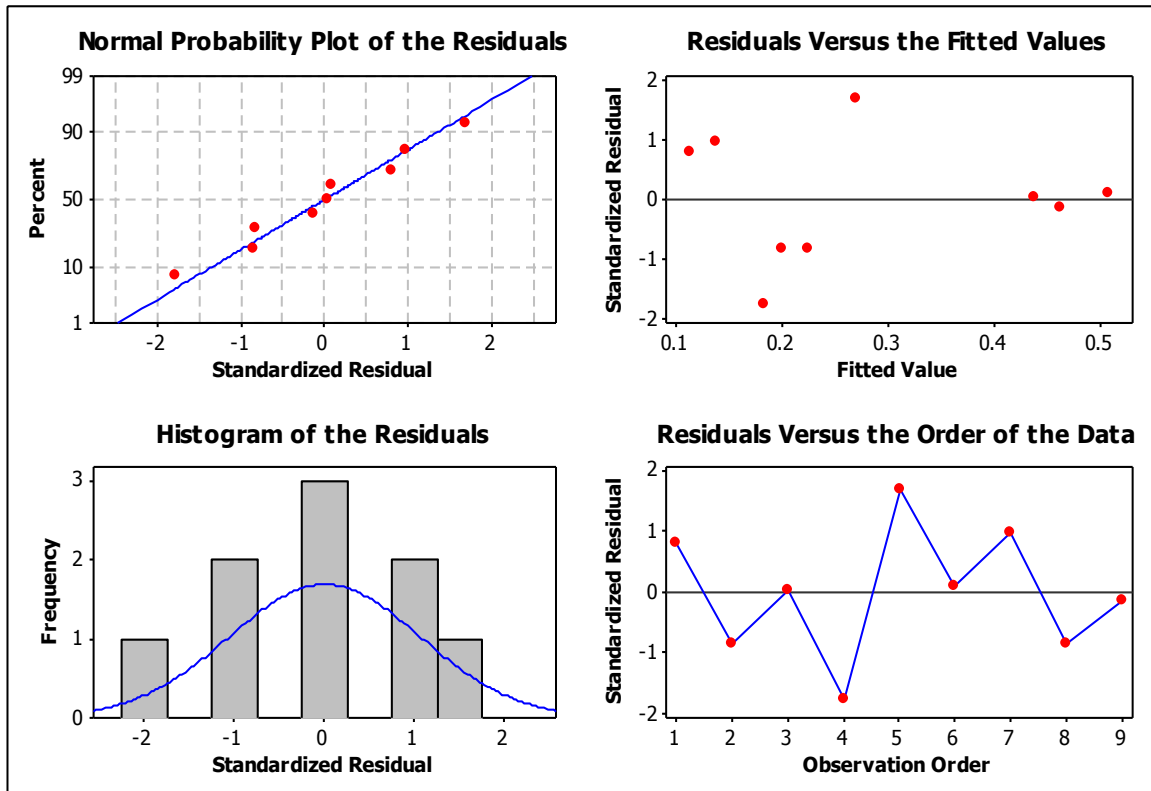 Normal Probability Plot of the Residuals
Percent
99
90
50
10
1
-2 -1 0 1 2
Standardized Residual
Residuals Versus the Fitted Values
Standardized Residual
2
1
0
-1
-2
0.1 0.2 0.3 0.4 0.5
Fitted Value
Histogram of the Residuals
Frequency
3
2
1
0
-2 -1 0 1 2
Standardized Residual
Residuals Versus the Order of the Data
Standardized Residual
2
1
0
-1
-2
1 2 3 4 5 6 7 8 9
Observation Order